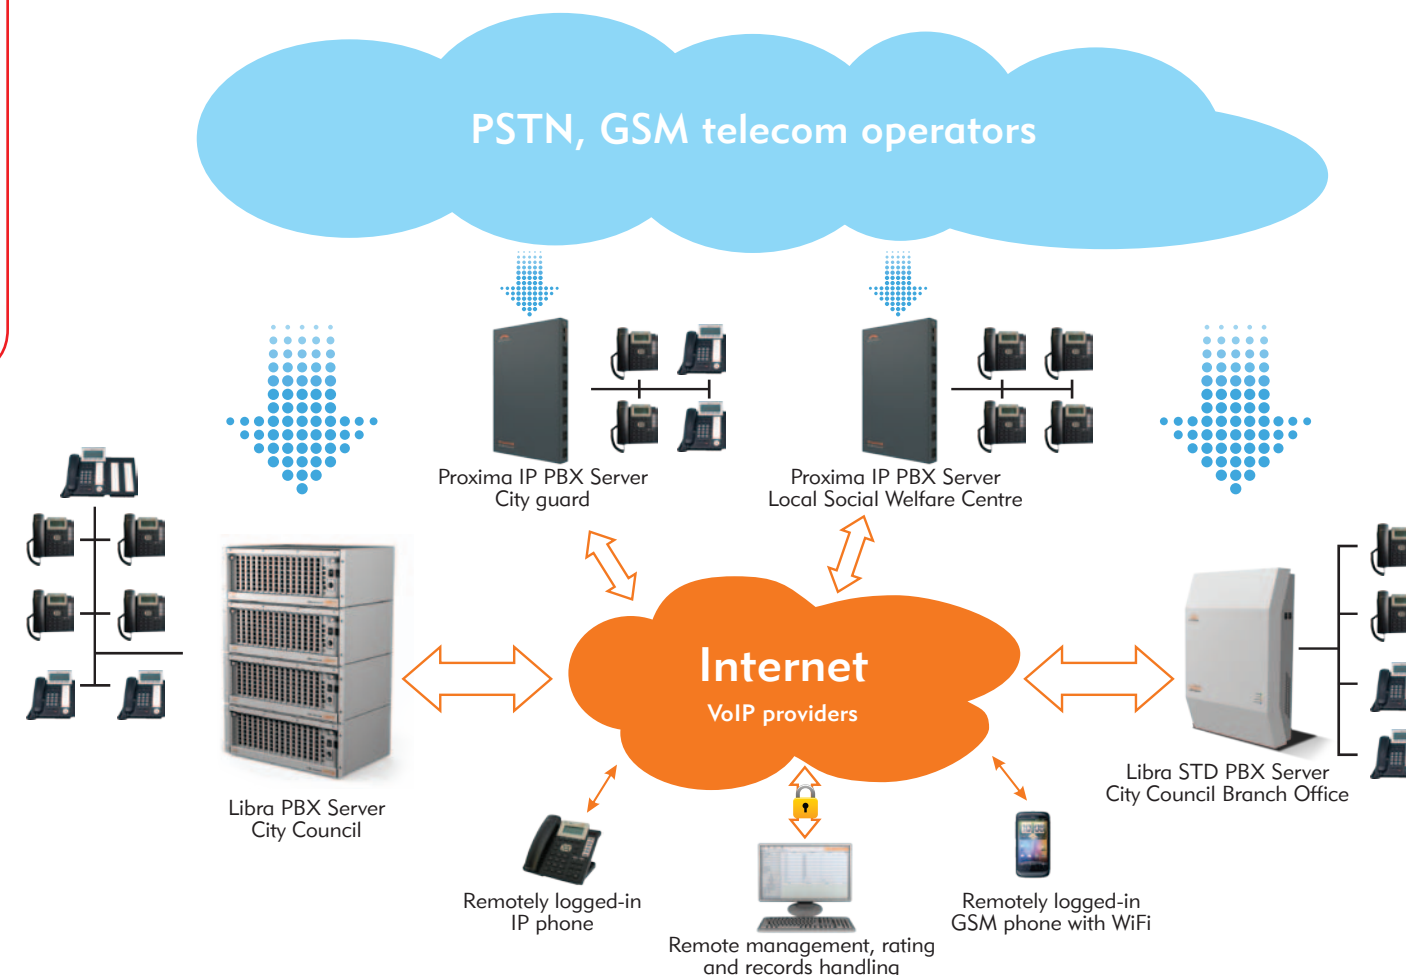 PSTN, GSM telecom operators
Proxima IP PBX Server
City guard
Proxima IP PBX Server
Local Social Welfare Centre
Internet
VoIP providers
Libra PBX Server
City Council
Libra STD PBX Server
City Council Branch Office
Remotely logged-in
IP phone
Remote management, rating
and records handling
Remotely logged-in
GSM phone with WiFi